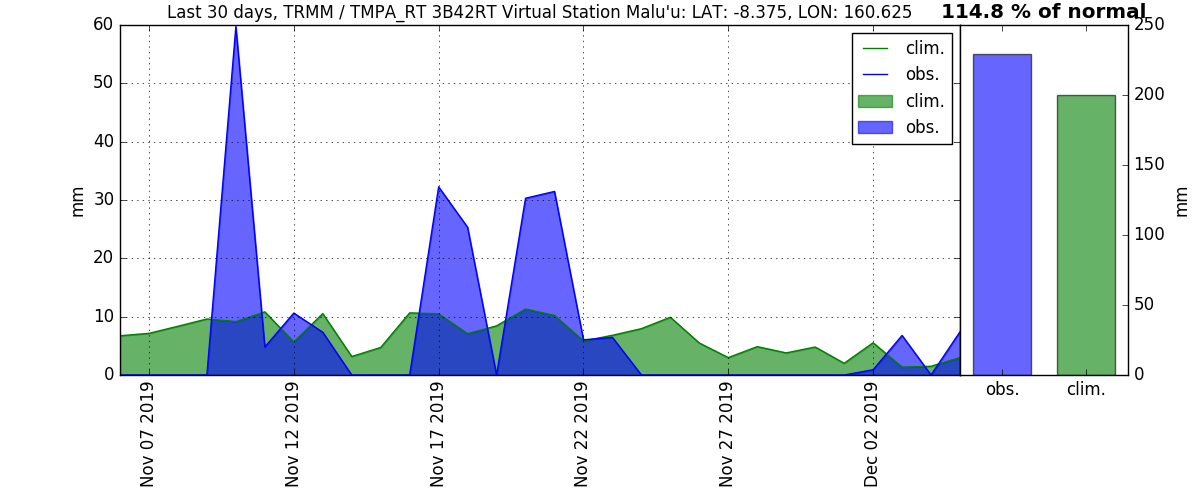 Last 30 days, TRMM / TMPA_RT 3B42RT Virtual Station Malu'u: LAT: -8.375, LON: 160.625
114.8 % of normal
60
50
40
30
20
10
0
mm
clim.
obs.
clim.
obs.
250
200
150
100
50
0
mm
obs.
clim.
Nov 07 2019
Nov 12 2019
Nov 17 2019
Nov 22 2019
Nov 27 2019
Dec 02 2019